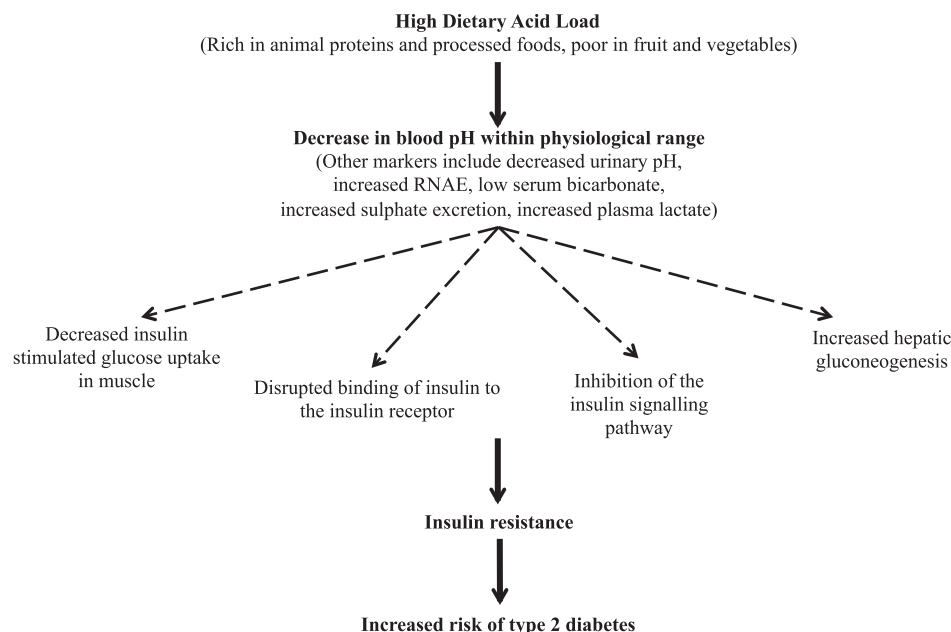 High Dietary Acid Load
(Rich in animal proteins and processed foods, poor in fruit and vegetables)
Decrease in blood pH within physiological range
(Other markers include decreased urinary pH,
increased RNAE, low serum bicarbonate,
increased sulphate excretion, increased plasma lactate)
Decreased insulin
stimulated glucose uptake
in muscle
Disrupted binding of insulin to
the insulin receptor
Inhibition of the
insulin signalling
pathway
Increased hepatic
gluconeogenesis
Insulin resistance
Increased risk of type 2 diabetes